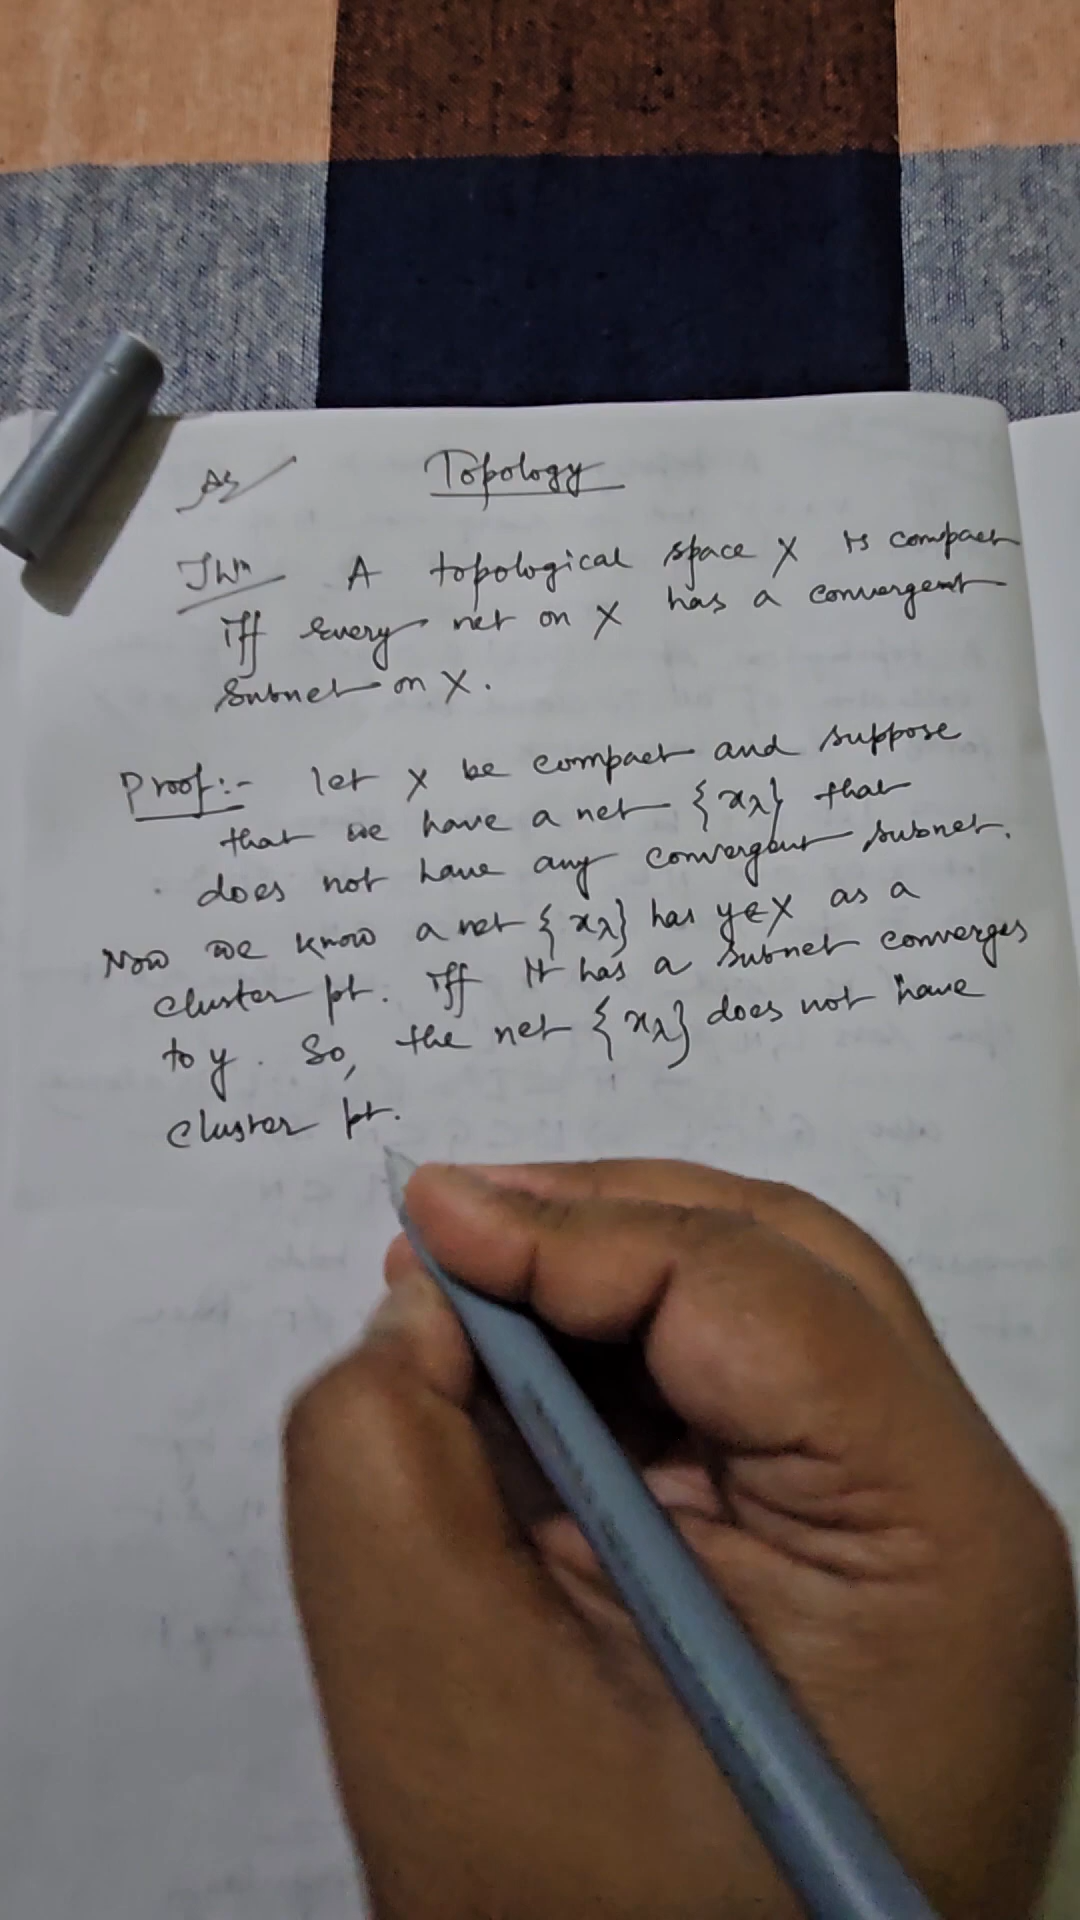 Topology
Thm A topological space X is compact
iff every net on X has a convergent
subnet on X.
Proof:- let X be compact and suppose
that we have a net {xλ} that
does not have any convergent subnet.
Now we know a net {xλ} has y∈X as a
cluster pt. iff it has a subnet converges
to y. So, the net {xλ} does not have
cluster pt.